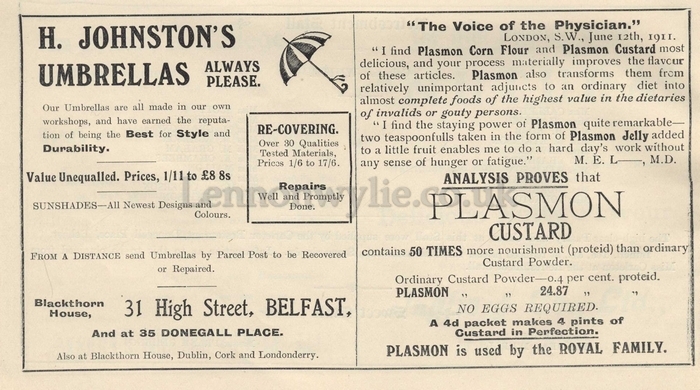 H. JOHNSTON'S
UMBRELLAS ALWAYS PLEASE.
Our Umbrellas are all made in our own
workshops, and have earned the reputa-
tion of being the Best for Style and
Durability.
Value Unequalled. Prices, 1/11 to £8 8s
SUNSHADES—All Newest Designs and
Colours.
RE-COVERING.
Over 30 Qualities
Tested Materials,
Prices 1/6 to 17/6.
Repairs
Well and Promptly
Done.
FROM A DISTANCE send Umbrellas by Parcel Post to be Recovered
or Repaired.
Blackthorn House, 31 High Street, BELFAST,
And at 35 DONEGALL PLACE.
Also at Blackthorn House, Dublin, Cork and Londonderry.
"The Voice of the Physician."
LONDON, S.W., June 12th, 1911.
"I find Plasmon Corn Flour and Plasmon Custard most
delicious, and your process materially improves the flavour
of these articles. Plasmon also transforms them from
relatively unimportant adjuncts to an ordinary diet into
almost complete foods of the highest value in the dietaries
of invalids or gouty persons.
"I find the staying power of Plasmon quite remarkable—
two teaspoonfuls taken in the form of Plasmon Jelly added
to a little fruit enables me to do a hard day's work without
any sense of hunger or fatigue." M. E. L——, M.D.
ANALYSIS PROVES that
PLASMON
CUSTARD
contains 50 TIMES more nourishment (proteid) than ordinary
Custard Powder.
Ordinary Custard Powder—0.4 per cent. proteid.
PLASMON „ „ 24.87 „ „
NO EGGS REQUIRED.
A 4d packet makes 4 pints of
Custard in Perfection.
PLASMON is used by the ROYAL FAMILY.
Lennonwylie.co.uk